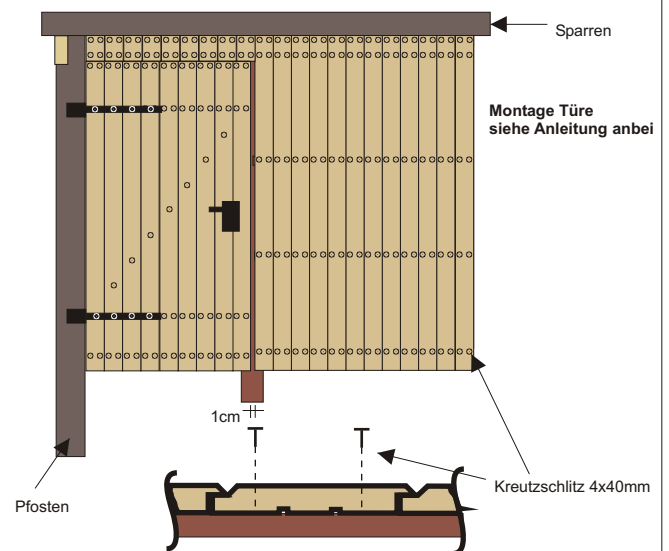 Sparren
Montage Türe
siehe Anleitung anbei
1cm
Kreutzschlitz 4x40mm
Pfosten